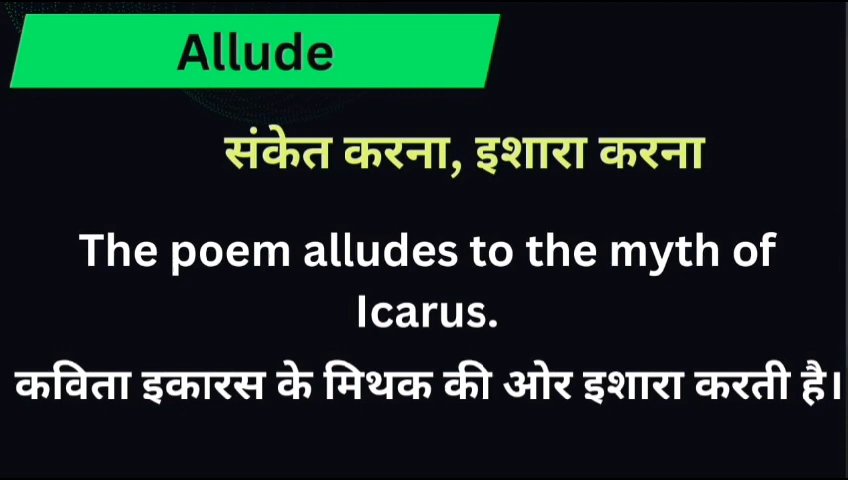 Allude
संकेत करना, इशारा करना
The poem alludes to the myth of
Icarus.
कविता इकारस के मिथक की ओर इशारा करती है।